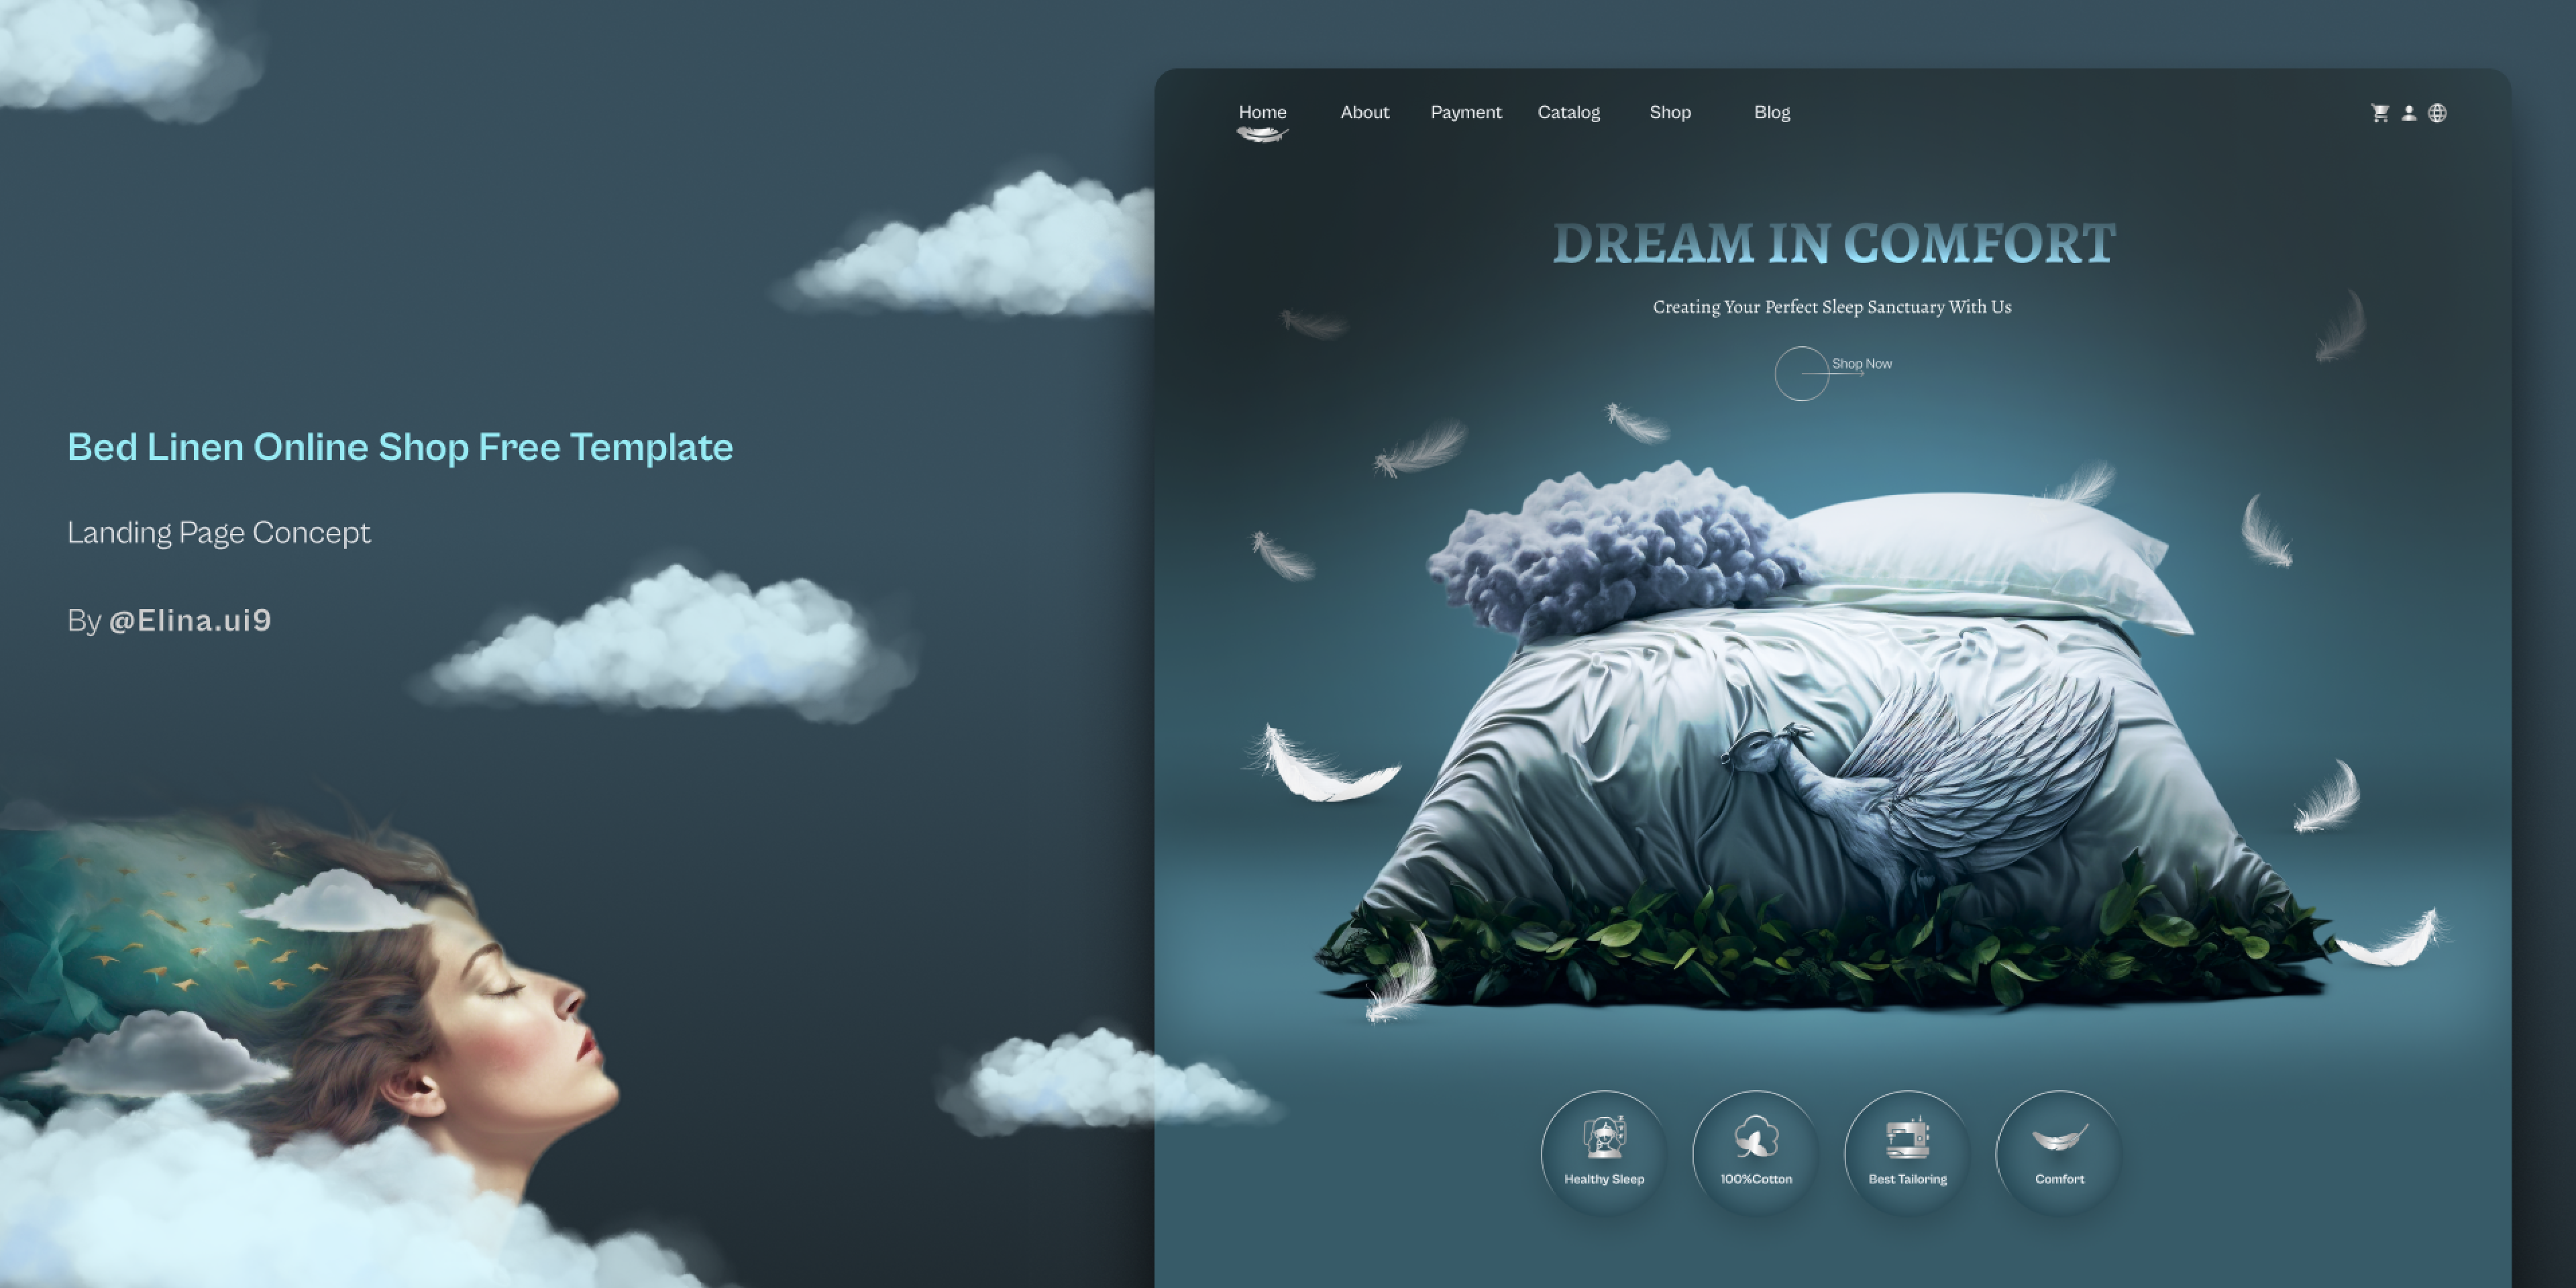 Bed Linen Online Shop Free Template
Landing Page Concept
By @Elina.ui9
Home About Payment Catalog Shop Blog
DREAM IN COMFORT
Creating Your Perfect Sleep Sanctuary With Us
Shop Now
Healthy Sleep
100%Cotton
Best Tailoring
Comfort